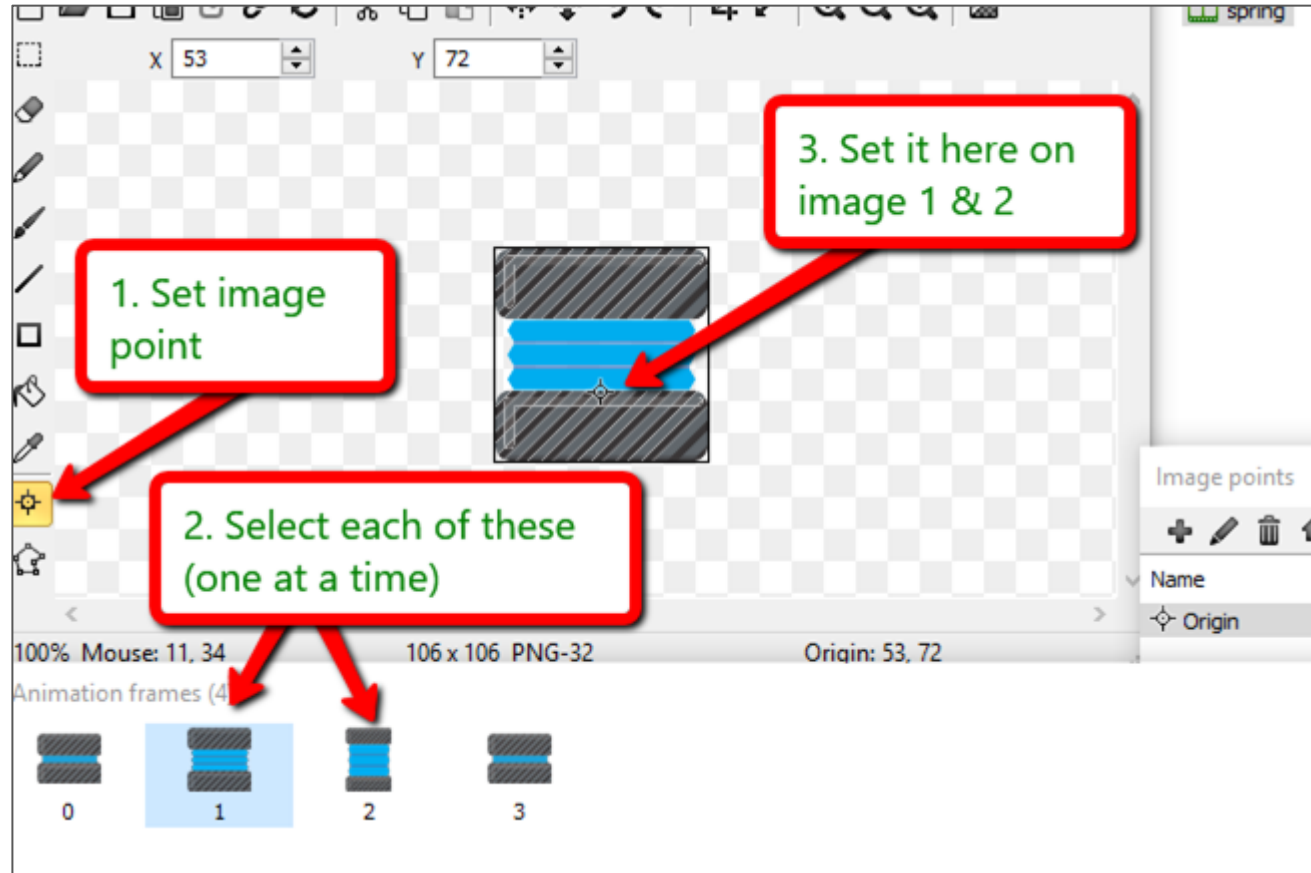 spring
X 53 Y 72
3. Set it here on
image 1 & 2
1. Set image
point
Image points
2. Select each of these
(one at a time)
Name
Origin
100% Mouse: 11, 34 106 x 106 PNG-32 Origin: 53, 72
Animation frames (4
0 1 2 3